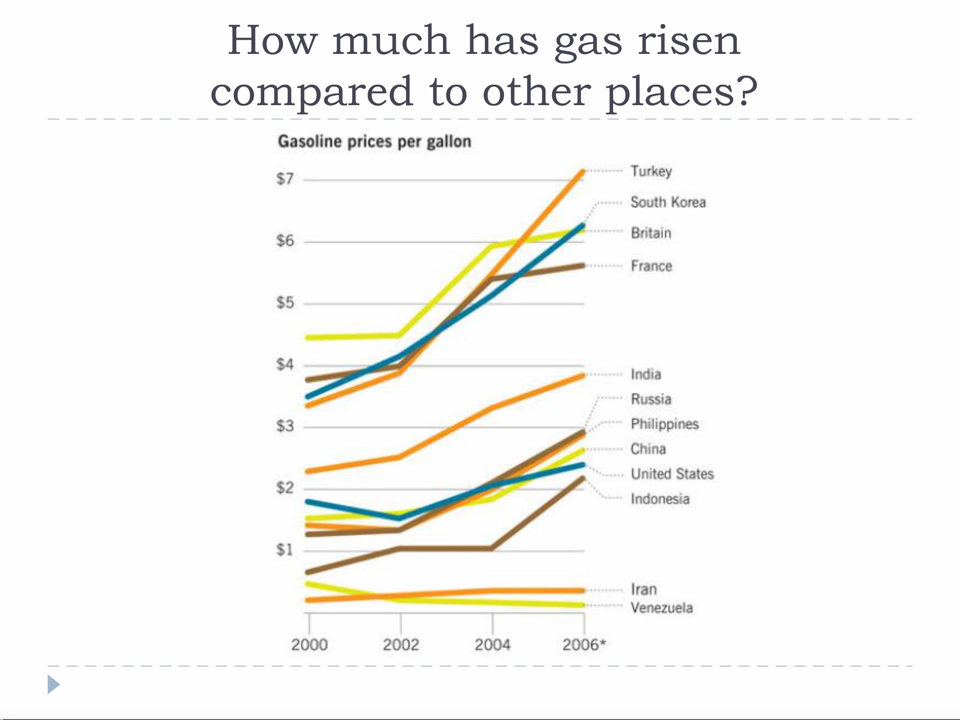 How much has gas risen
compared to other places?
Gasoline prices per gallon
$7
$6
$5
$4
$3
$2
$1
Turkey
South Korea
Britain
France
India
Russia
Philippines
China
United States
Indonesia
Iran
Venezuela
2000 2002 2004 2006*